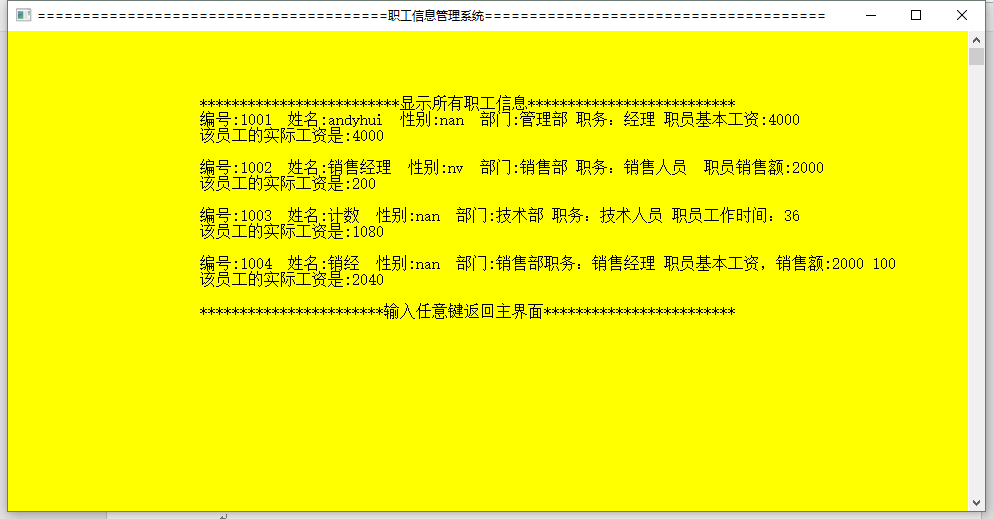 =======================================职工信息管理系统======================================
*************************显示所有职工信息**************************
编号:1001  姓名:andyhui  性别:nan  部门:管理部 职务：经理 职员基本工资:4000
该员工的实际工资是:4000
编号:1002  姓名:销售经理  性别:nv  部门:销售部 职务：销售人员  职员销售额:2000
该员工的实际工资是:200
编号:1003  姓名:计数  性别:nan  部门:技术部 职务：技术人员 职员工作时间：36
该员工的实际工资是:1080
编号:1004  姓名:销经  性别:nan  部门:销售部职务：销售经理 职员基本工资，销售额:2000 100
该员工的实际工资是:2040
***********************输入任意键返回主界面************************